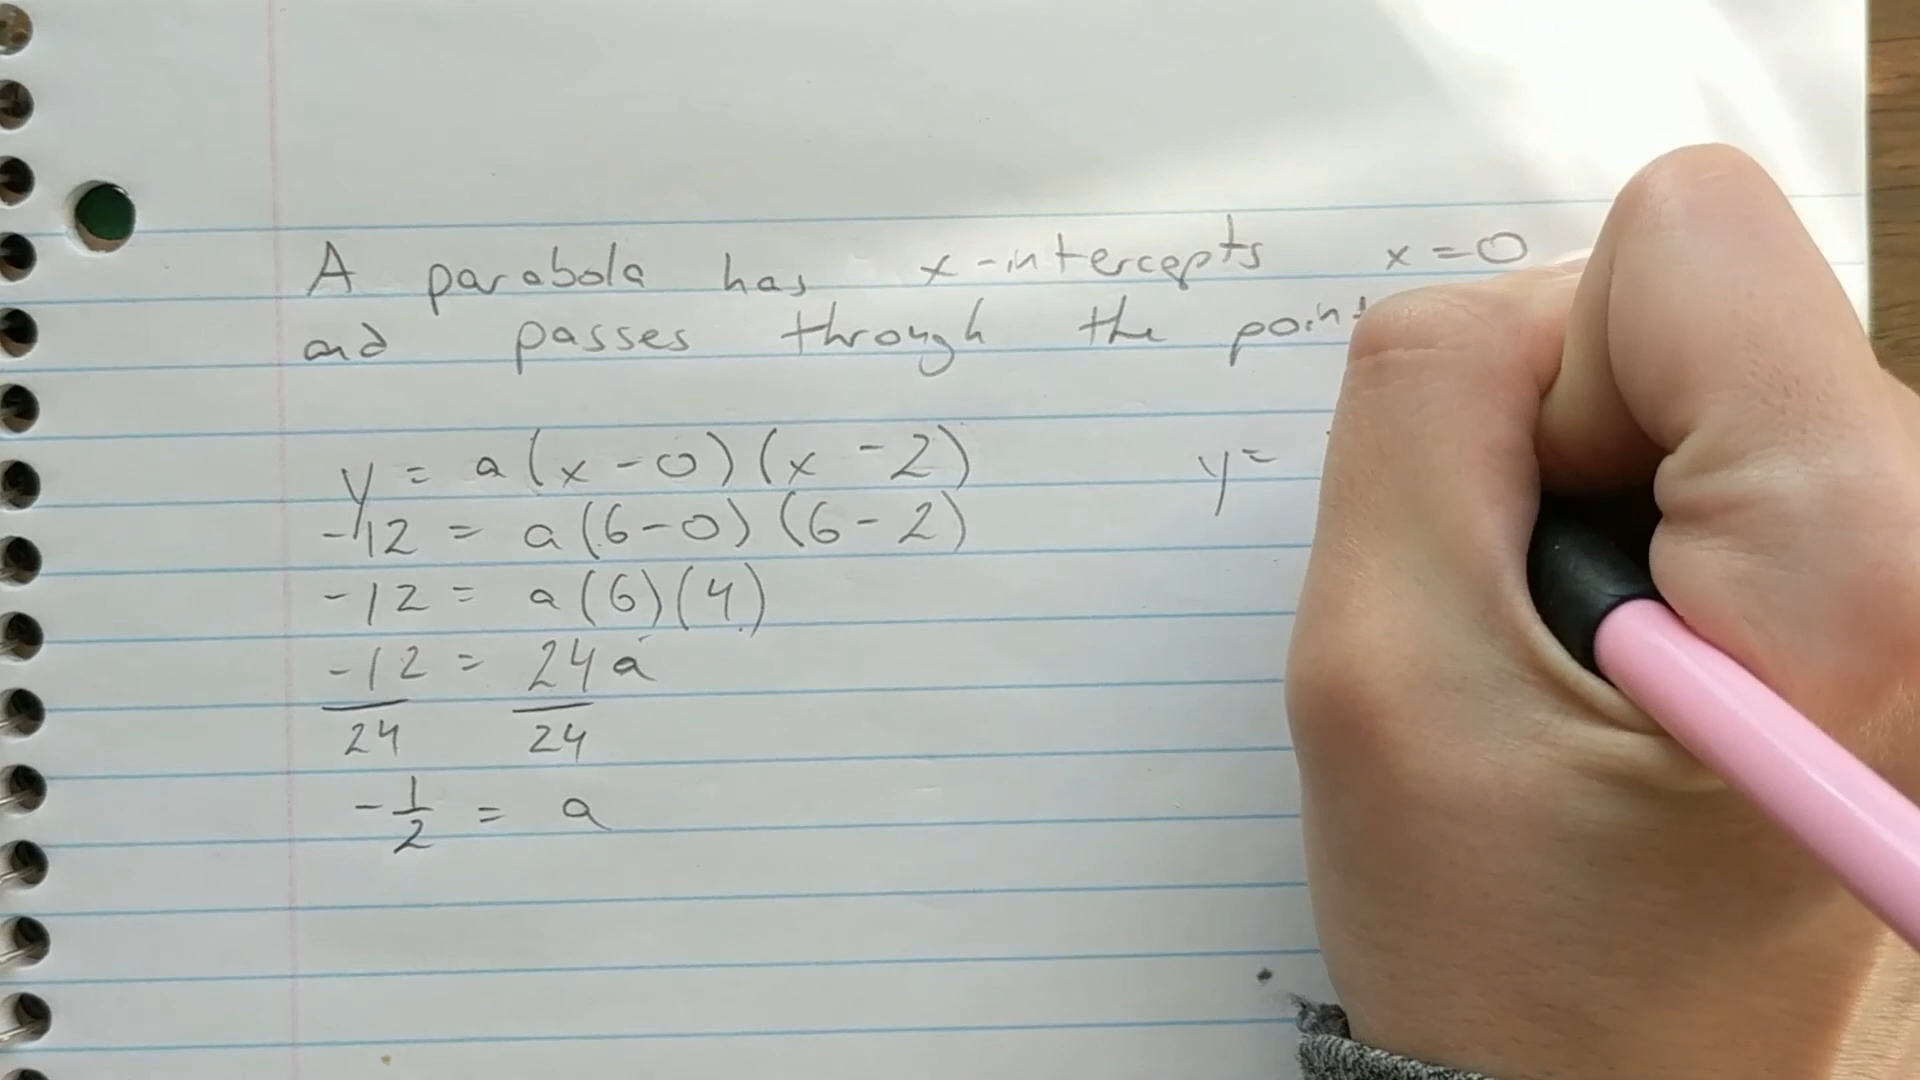 A parabola has x-intercepts x=0
and passes through the point
y = a(x-0)(x-2)
y=
-12 = a(6-0)(6-2)
-12 = a(6)(4)
-12 = 24a
24 24
-1/2 = a